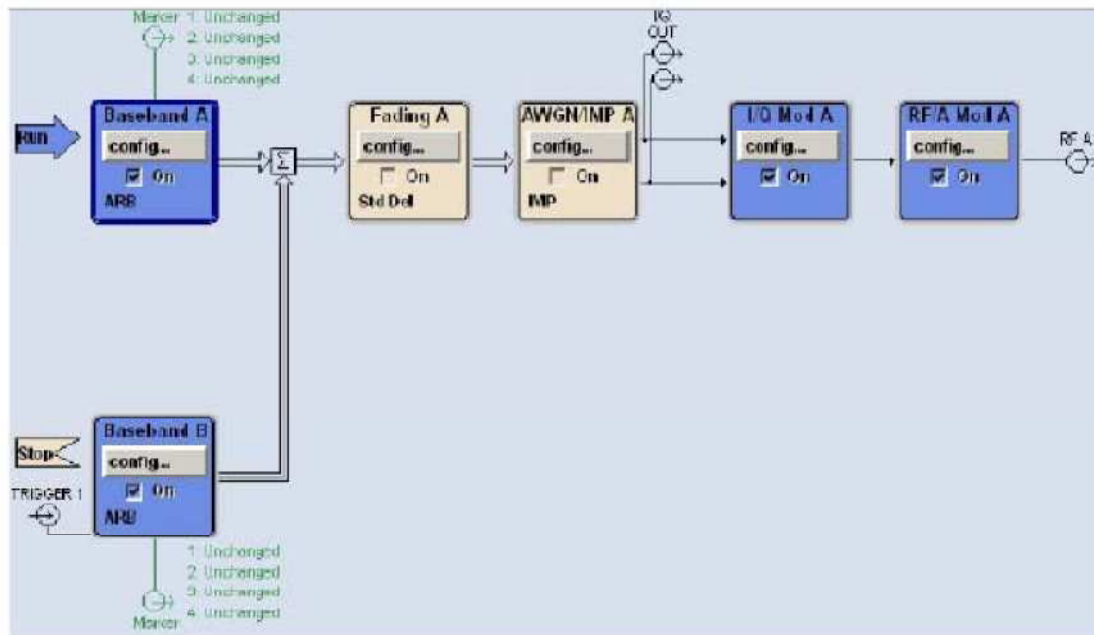 Marker 1: Unchanged
2: Unchanged
3: Unchanged
4: Unchanged
I/Q
OUT
Run
Baseband A
config...
On
ARB
Σ
Fading A
config...
On
Std Del
AWGN/IMP A
config...
On
IMP
I/Q Mod A
config...
On
RF/A Mod A
config...
On
RF A
Stop
TRIGGER 1
Baseband B
config...
On
ARB
1: Unchanged
2: Unchanged
3: Unchanged
4: Unchanged
Marker